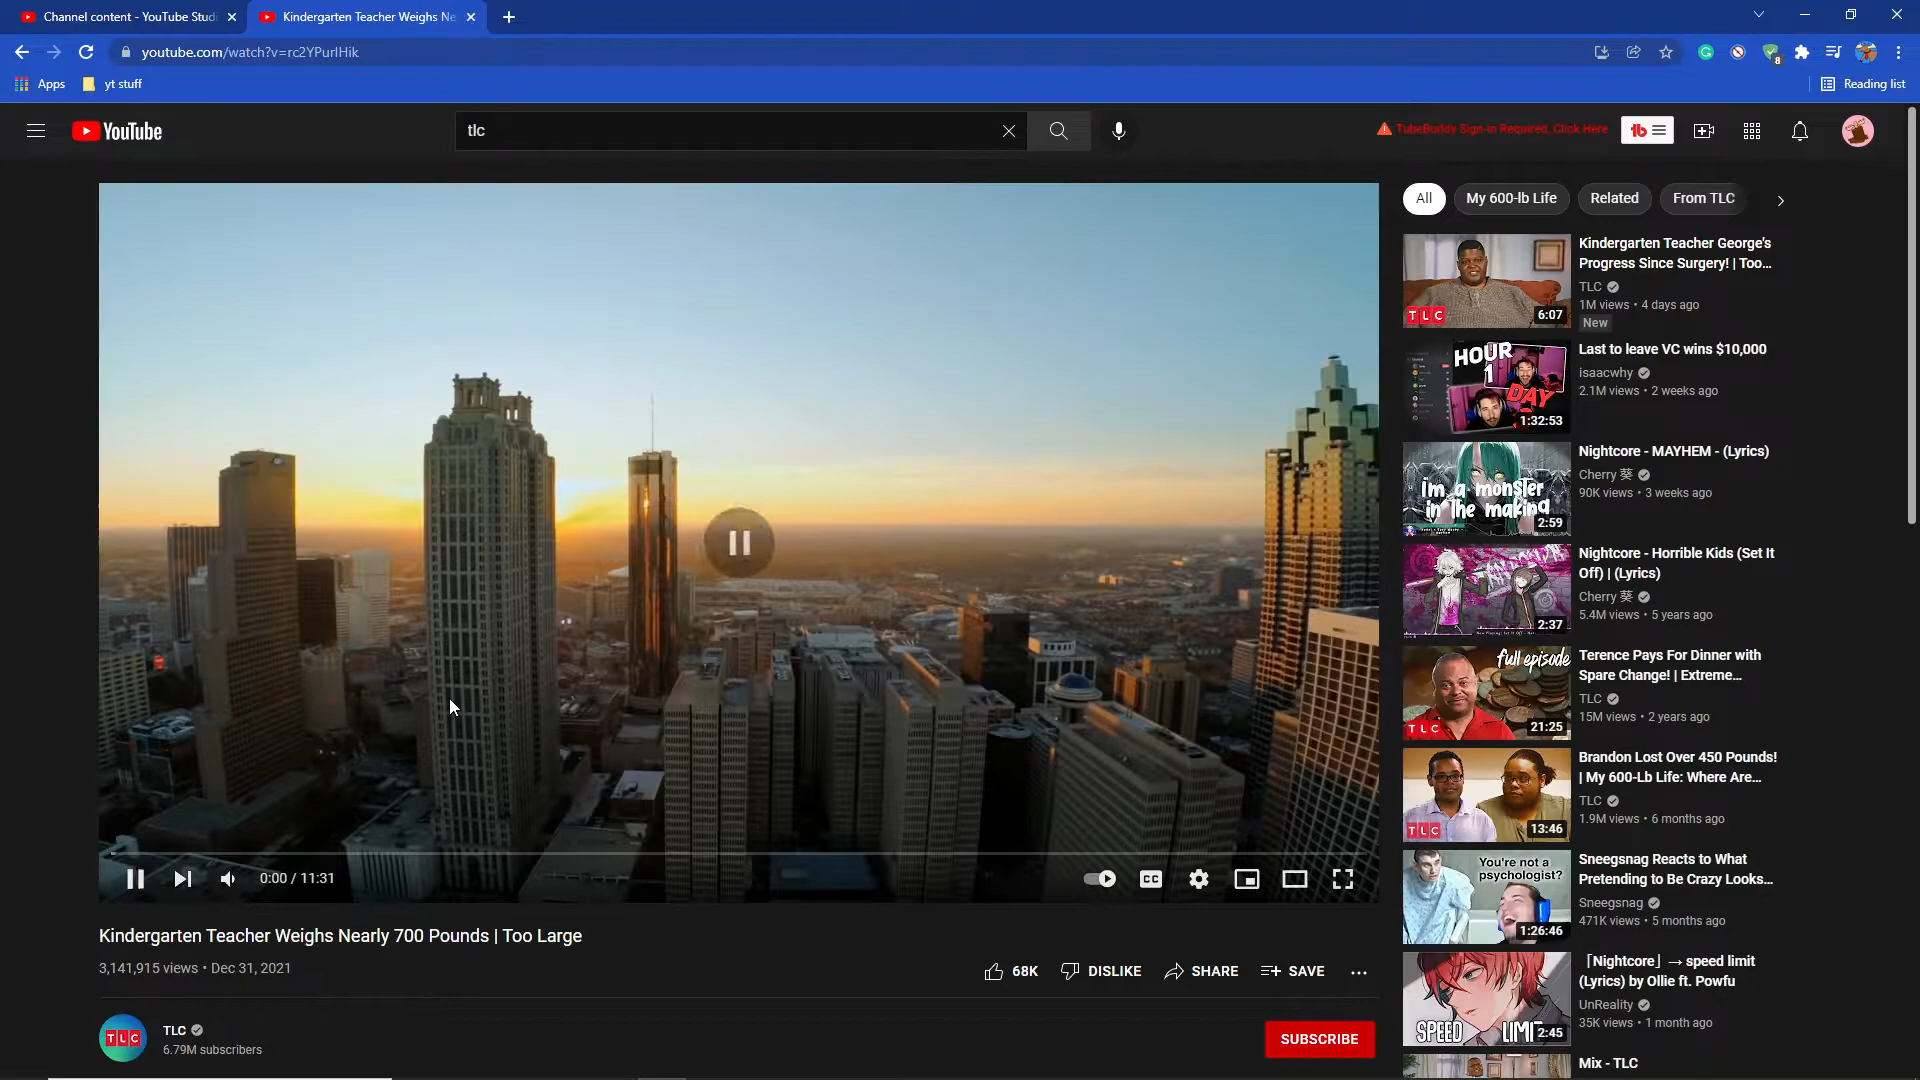 Channel content - YouTube Studi
Kindergarten Teacher Weighs Ne
youtube.com/watch?v=rc2YPurlHik
8
Apps
yt stuff
Reading list
YouTube
tlc
TubeBuddy Sign-in Required, Click Here
tb
All
My 600-lb Life
Related
From TLC
TLC
6:07
Kindergarten Teacher George's
Progress Since Surgery! | Too...
TLC
1M views • 4 days ago
New
HOUR
1
DAY
1:32:53
Last to leave VC wins $10,000
isaacwhy
2.1M views • 2 weeks ago
i'm a monster
in the making
2:59
Nightcore - MAYHEM - (Lyrics)
Cherry 葵
90K views • 3 weeks ago
2:37
Nightcore - Horrible Kids (Set It
Off) | (Lyrics)
Cherry 葵
5.4M views • 5 years ago
full episode
TLC
21:25
Terence Pays For Dinner with
Spare Change! | Extreme...
TLC
15M views • 2 years ago
TLC
13:46
Brandon Lost Over 450 Pounds!
| My 600-Lb Life: Where Are...
TLC
1.9M views • 6 months ago
You're not a
psychologist?
1:26:46
Sneegsnag Reacts to What
Pretending to Be Crazy Looks...
Sneegsnag
471K views • 5 months ago
SPEED LIMIT
2:45
「Nightcore」→ speed limit
(Lyrics) by Ollie ft. Powfu
UnReality
35K views • 1 month ago
Mix - TLC
0:00 / 11:31
CC
Kindergarten Teacher Weighs Nearly 700 Pounds | Too Large
3,141,915 views • Dec 31, 2021
68K
DISLIKE
SHARE
SAVE
TLC
TLC
6.79M subscribers
SUBSCRIBE